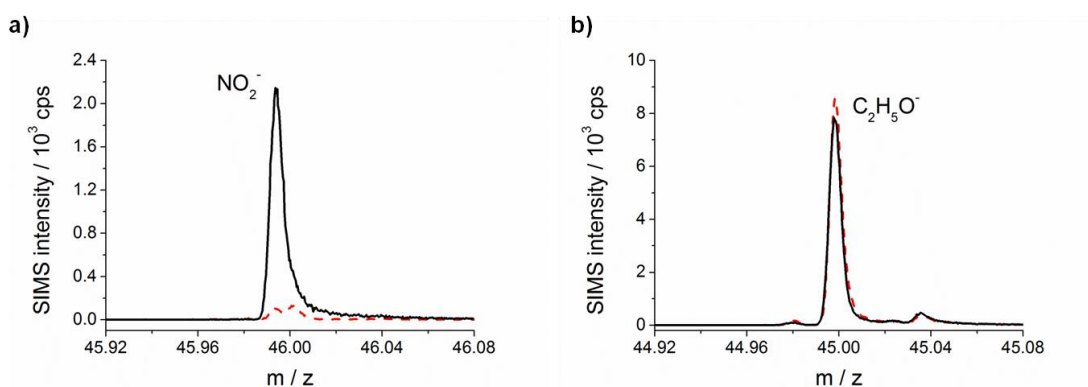 a)
SIMS intensity / 10³ cps
2.4
2.0
1.6
1.2
0.8
0.4
0.0
NO₂⁻
45.92 45.96 46.00 46.04 46.08
m / z
b)
SIMS intensity / 10³ cps
10
8
6
4
2
0
C₂H₅O⁻
44.92 44.96 45.00 45.04 45.08
m / z